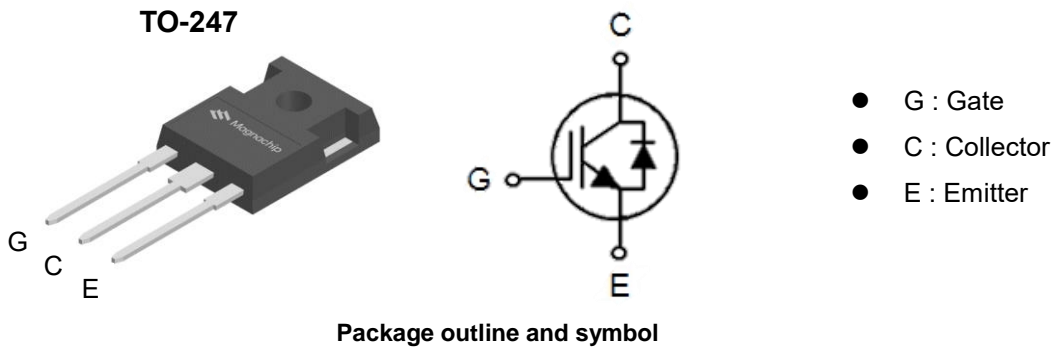 TO-247
Magnachip
G
C
E
C
G
E
● G : Gate
● C : Collector
● E : Emitter
Package outline and symbol